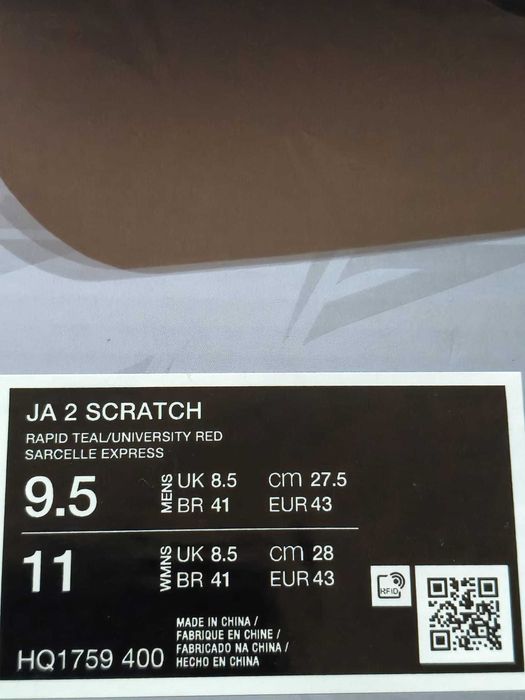 JA 2 SCRATCH
RAPID TEAL/UNIVERSITY RED
SARCELLE EXPRESS
9.5 MENS UK 8.5 cm 27.5
BR 41 EUR 43
11 WMNS UK 8.5 cm 28
BR 41 EUR 43
RFID
MADE IN CHINA /
FABRIQUE EN CHINE /
FABRICADO NA CHINA /
HECHO EN CHINA
HQ1759 400